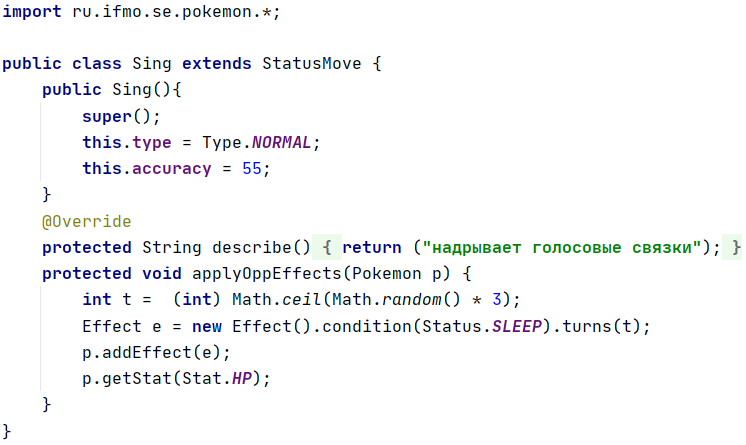 import ru.ifmo.se.pokemon.*;
public class Sing extends StatusMove {
    public Sing(){
        super();
        this.type = Type.NORMAL;
        this.accuracy = 55;
    }
    @Override
    protected String describe() { return ("надрывает голосовые связки"); }
    protected void applyOppEffects(Pokemon p) {
        int t =  (int) Math.ceil(Math.random() * 3);
        Effect e = new Effect().condition(Status.SLEEP).turns(t);
        p.addEffect(e);
        p.getStat(Stat.HP);
    }
}